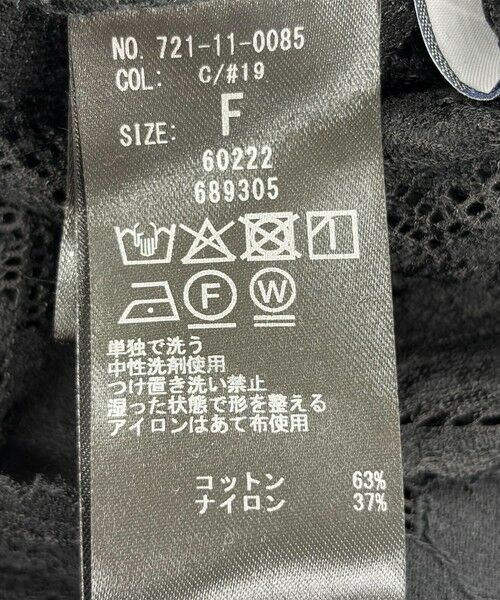 NO. 721-11-0085
COL: C/#19
SIZE: F
60222
689305
F W
単独で洗う
中性洗剤使用
つけ置き洗い禁止
湿った状態で形を整える
アイロンはあて布使用
コットン 63%
ナイロン 37%